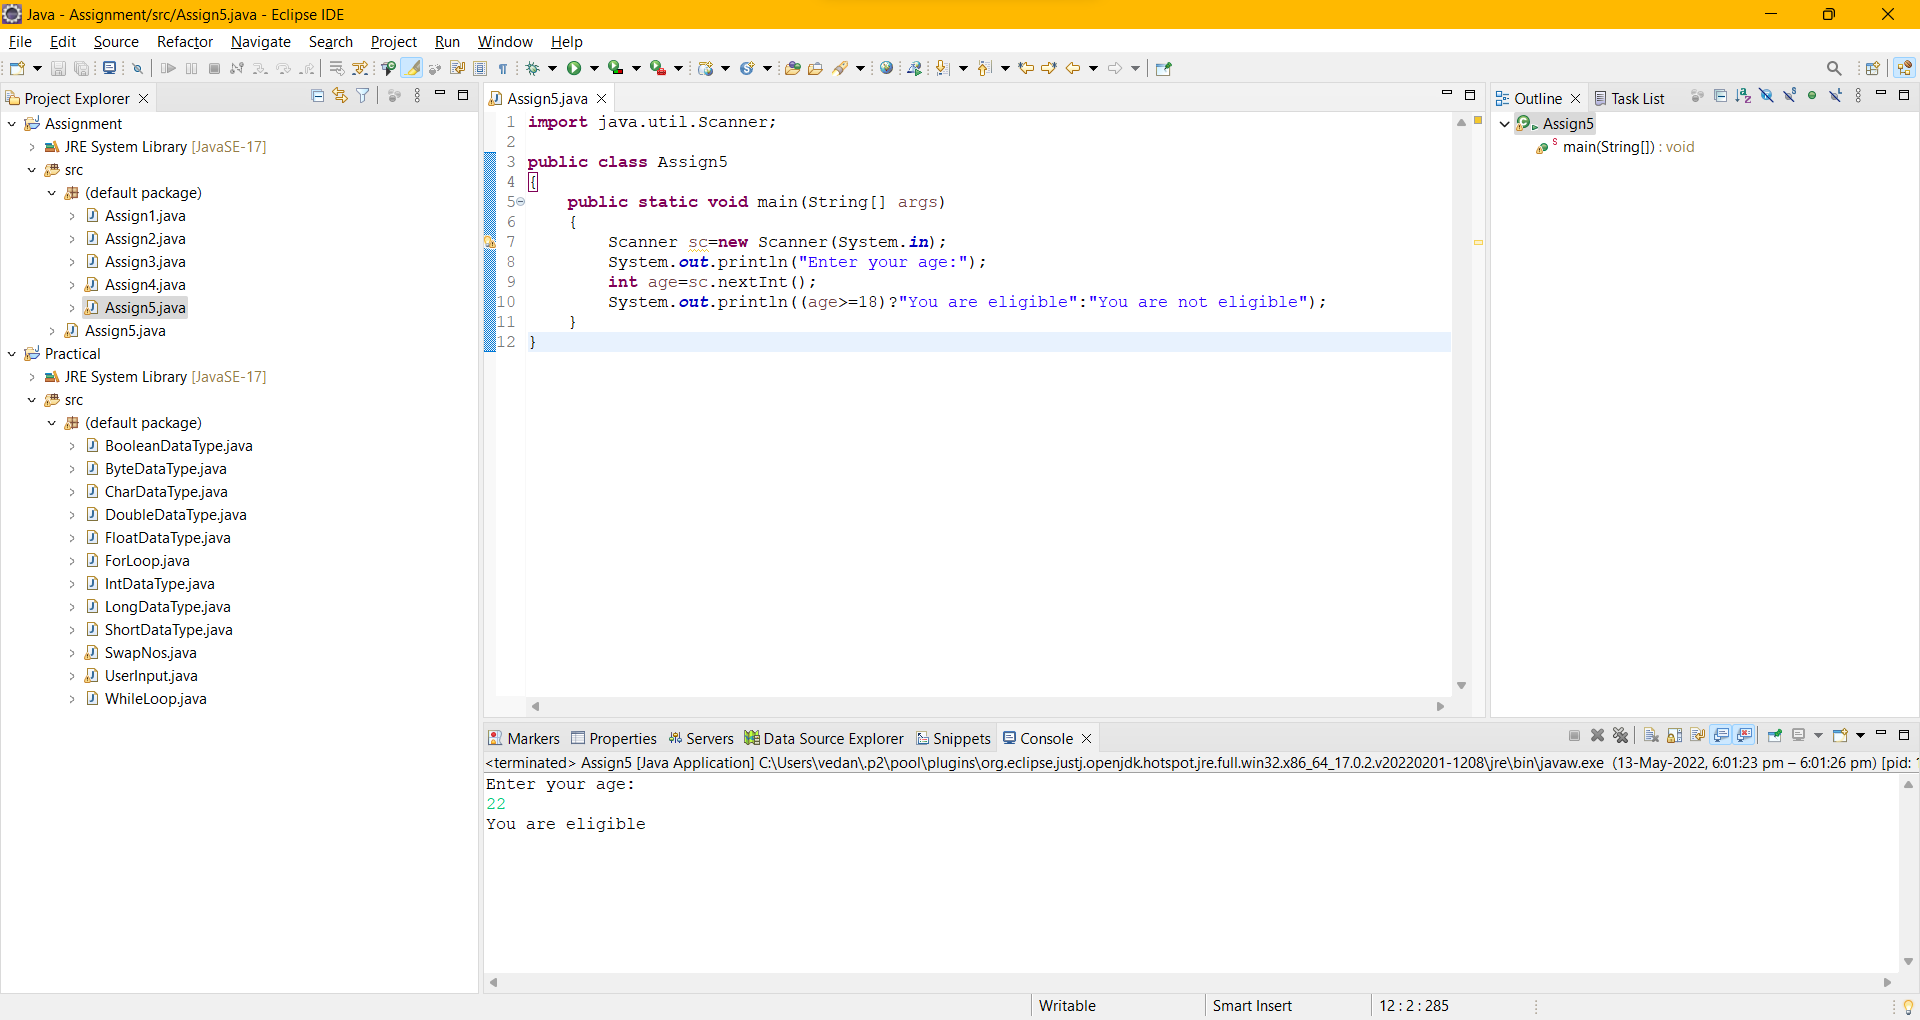 Java - Assignment/src/Assign5.java - Eclipse IDE
File Edit Source Refactor Navigate Search Project Run Window Help
Project Explorer
Assignment
JRE System Library [JavaSE-17]
src
(default package)
Assign1.java
Assign2.java
Assign3.java
Assign4.java
Assign5.java
Assign5.java
Practical
JRE System Library [JavaSE-17]
src
(default package)
BooleanDataType.java
ByteDataType.java
CharDataType.java
DoubleDataType.java
FloatDataType.java
ForLoop.java
IntDataType.java
LongDataType.java
ShortDataType.java
SwapNos.java
UserInput.java
WhileLoop.java
Assign5.java
1 import java.util.Scanner;
2
3 public class Assign5
4 {
5     public static void main(String[] args)
6     {
7         Scanner sc=new Scanner(System.in);
8         System.out.println("Enter your age:");
9         int age=sc.nextInt();
10         System.out.println((age>=18)?"You are eligible":"You are not eligible");
11     }
12 }
Outline Task List
Assign5
main(String[]) : void
Markers Properties Servers Data Source Explorer Snippets Console
<terminated> Assign5 [Java Application] C:\Users\vedan\.p2\pool\plugins\org.eclipse.justj.openjdk.hotspot.jre.full.win32.x86_64_17.0.2.v20220201-1208\jre\bin\javaw.exe (13-May-2022, 6:01:23 pm – 6:01:26 pm) [pid:
Enter your age:
22
You are eligible
Writable Smart Insert 12 : 2 : 285